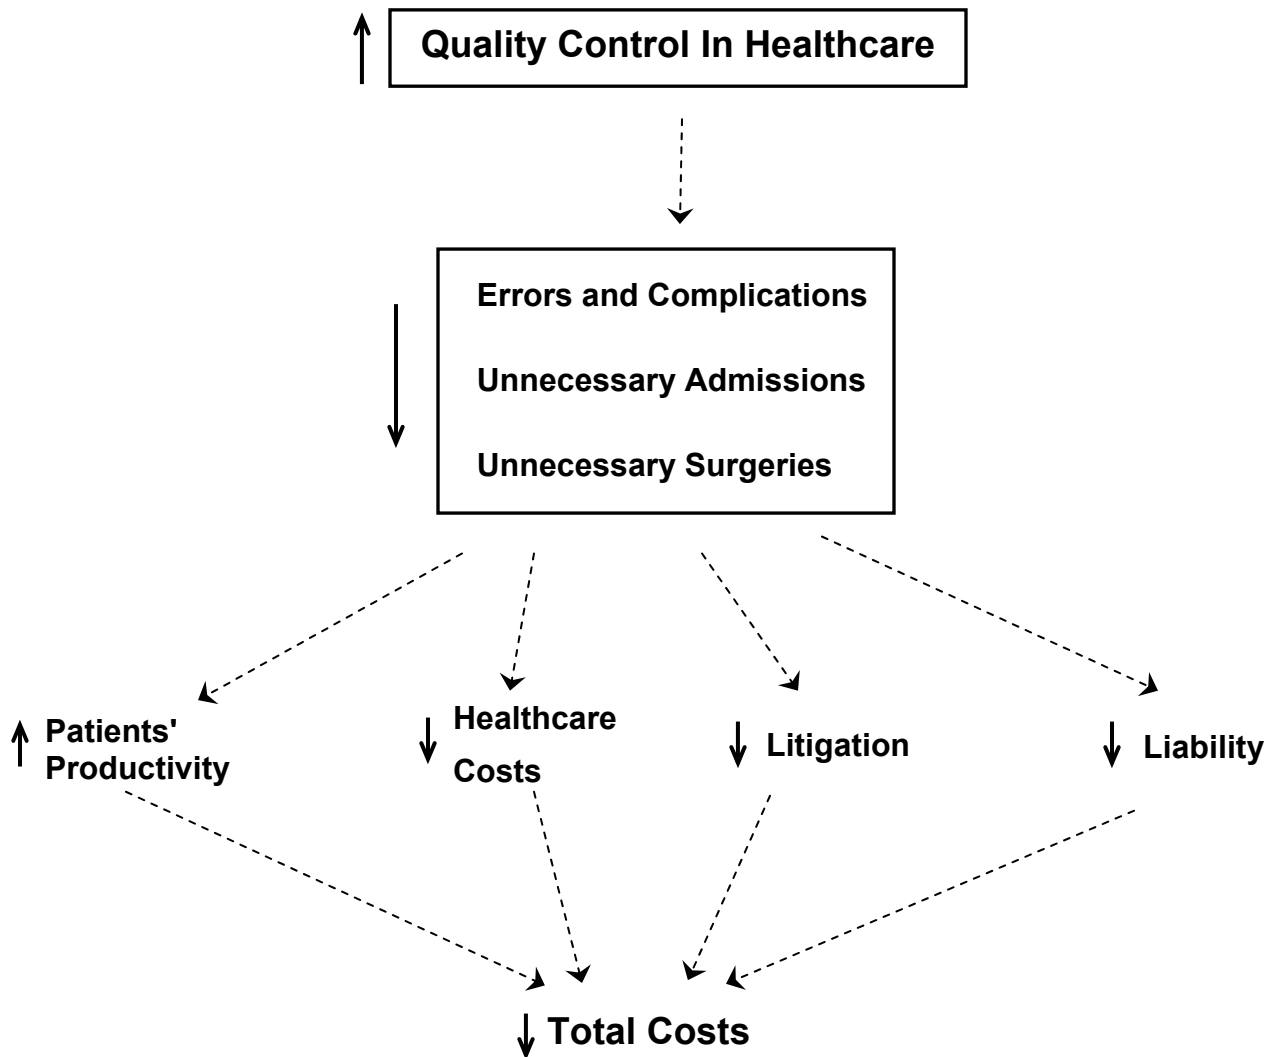 Quality Control In Healthcare
Errors and Complications
Unnecessary Admissions
Unnecessary Surgeries
Patients'
Productivity
Healthcare
Costs
Litigation
Liability
Total Costs